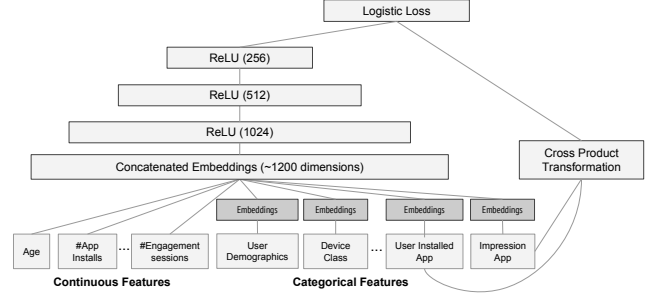 Logistic Loss
ReLU (256)
ReLU (512)
ReLU (1024)
Concatenated Embeddings (~1200 dimensions)
Cross Product
Transformation
Embeddings
Embeddings
Embeddings
Embeddings
Age
#App
Installs
...
#Engagement
sessions
User
Demographics
Device
Class
...
User Installed
App
Impression
App
Continuous Features
Categorical Features